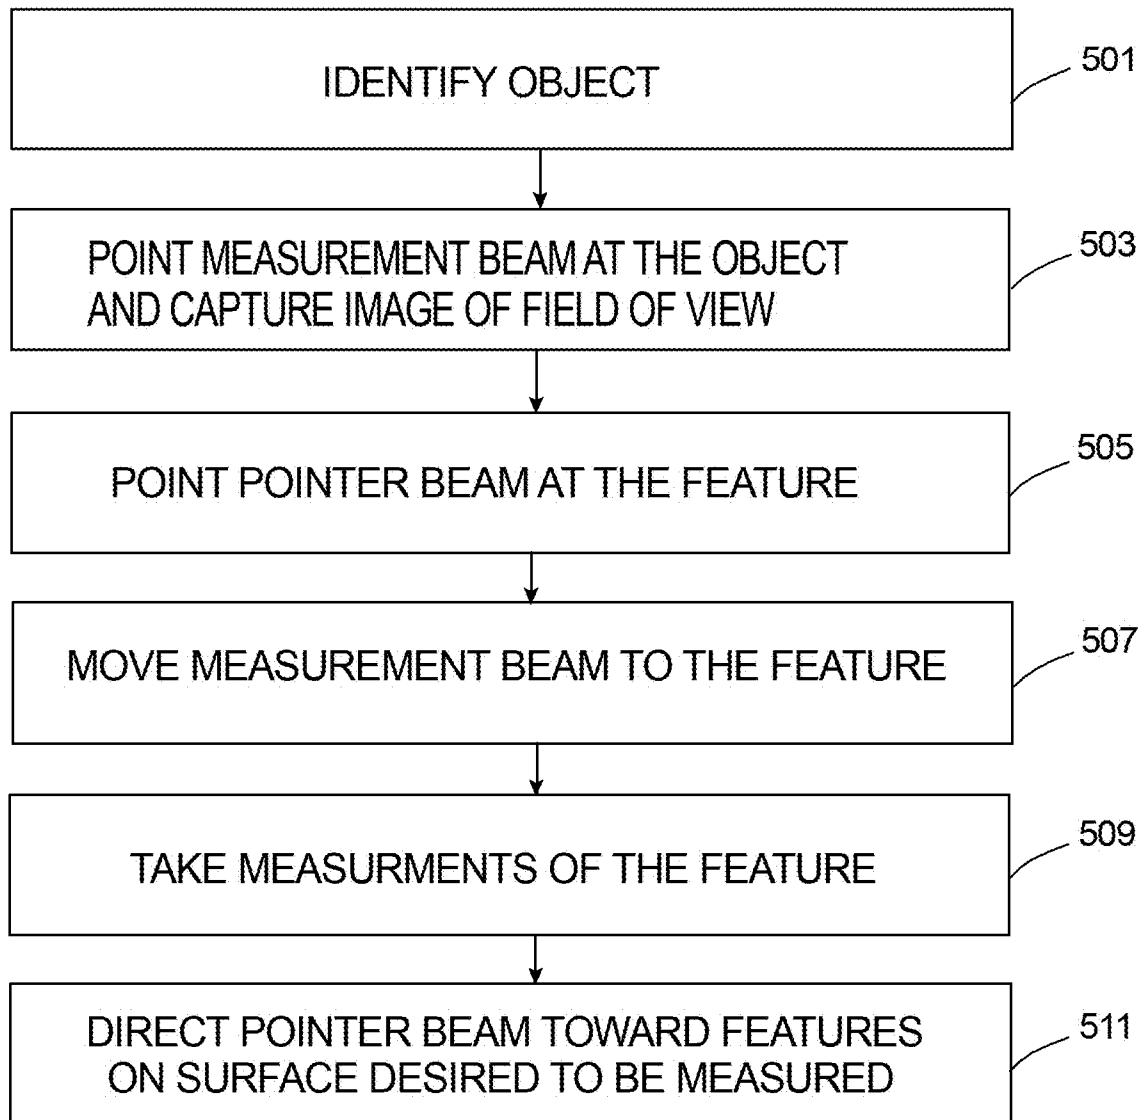 IDENTIFY OBJECT
501
POINT MEASUREMENT BEAM AT THE OBJECT
AND CAPTURE IMAGE OF FIELD OF VIEW
503
POINT POINTER BEAM AT THE FEATURE
505
MOVE MEASUREMENT BEAM TO THE FEATURE
507
TAKE MEASURMENTS OF THE FEATURE
509
DIRECT POINTER BEAM TOWARD FEATURES
ON SURFACE DESIRED TO BE MEASURED
511